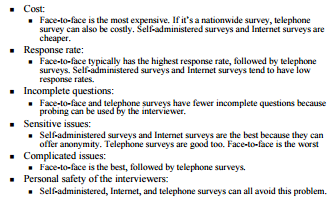 ▪ Cost:
▪ Face-to-face is the most expensive. If it's a nationwide survey, telephone
survey can also be costly. Self-administered surveys and Internet surveys are
cheaper.
▪ Response rate:
▪ Face-to-face typically has the highest response rate, followed by telephone
surveys. Self-administered surveys and Internet surveys tend to have low
response rates.
▪ Incomplete questions:
▪ Face-to-face and telephone surveys have fewer incomplete questions because
probing can be used by the interviewer.
▪ Sensitive issues:
▪ Self-administered surveys and Internet surveys are the best because they can
offer anonymity. Telephone surveys are good too. Face-to-face is the worst
▪ Complicated issues:
▪ Face-to-face is the best, followed by telephone surveys.
▪ Personal safety of the interviewers:
▪ Self-administered, Internet, and telephone surveys can all avoid this problem.